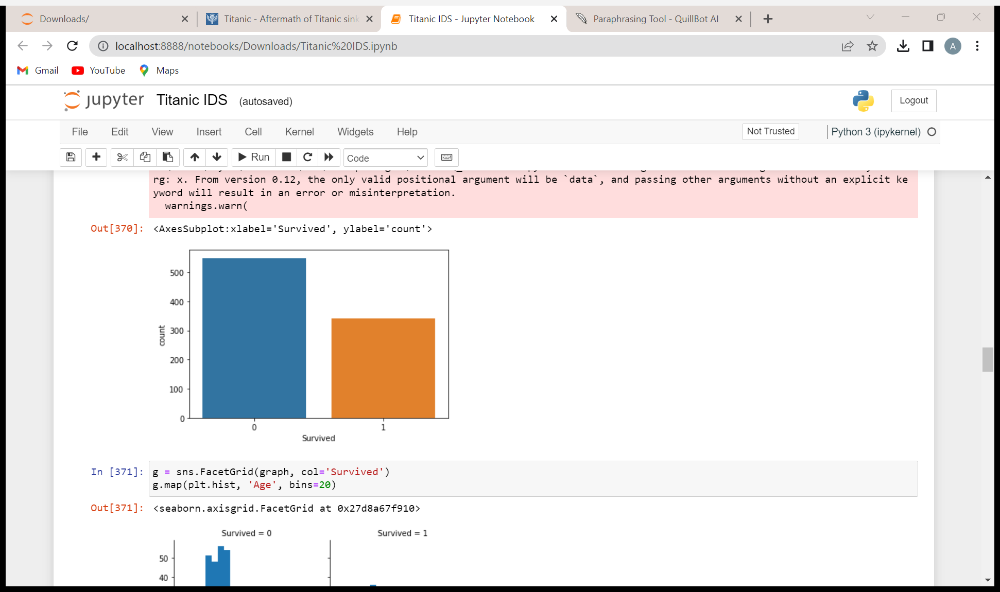 Downloads/
Titanic - Aftermath of Titanic sink
Titanic IDS - Jupyter Notebook
Paraphrasing Tool - QuillBot AI
localhost:8888/notebooks/Downloads/Titanic%20IDS.ipynb
A
Gmail
YouTube
Maps
jupyter Titanic IDS (autosaved)
Logout
File Edit View Insert Cell Kernel Widgets Help
Not Trusted
Python 3 (ipykernel)
Run
Code
rg: x. From version 0.12, the only valid positional argument will be `data`, and passing other arguments without an explicit ke
yword will result in an error or misinterpretation.
warnings.warn(
Out[370]: <AxesSubplot:xlabel='Survived', ylabel='count'>
500
400
300
200
100
0
count
0 1
Survived
In [371]: g = sns.FacetGrid(graph, col='Survived')
g.map(plt.hist, 'Age', bins=20)
Out[371]: <seaborn.axisgrid.FacetGrid at 0x27d8a67f910>
Survived = 0 Survived = 1
50
40